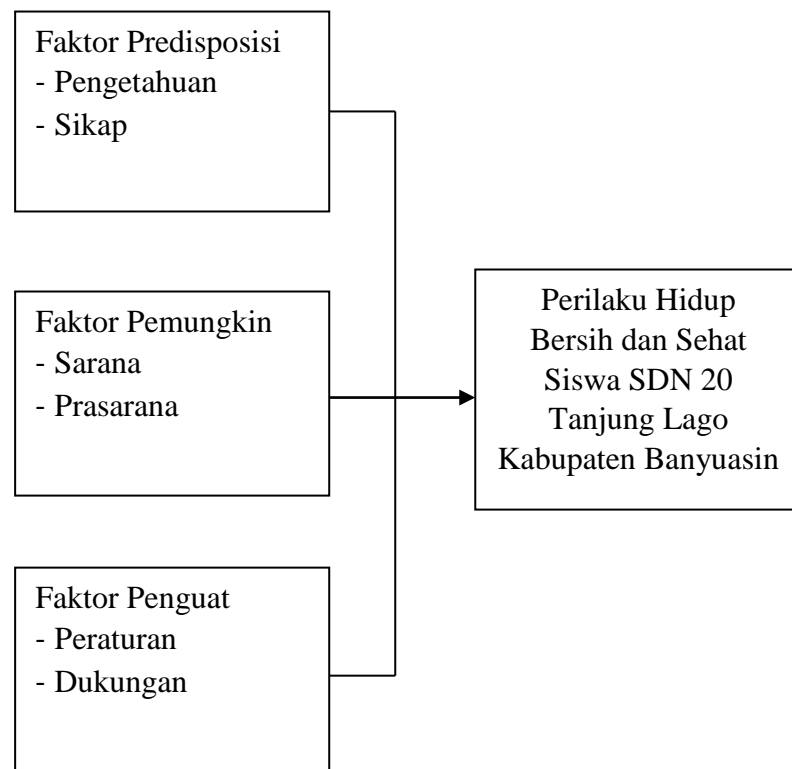 Faktor Predisposisi
- Pengetahuan
- Sikap
Faktor Pemungkin
- Sarana
- Prasarana
Faktor Penguat
- Peraturan
- Dukungan
Perilaku Hidup
Bersih dan Sehat
Siswa SDN 20
Tanjung Lago
Kabupaten Banyuasin